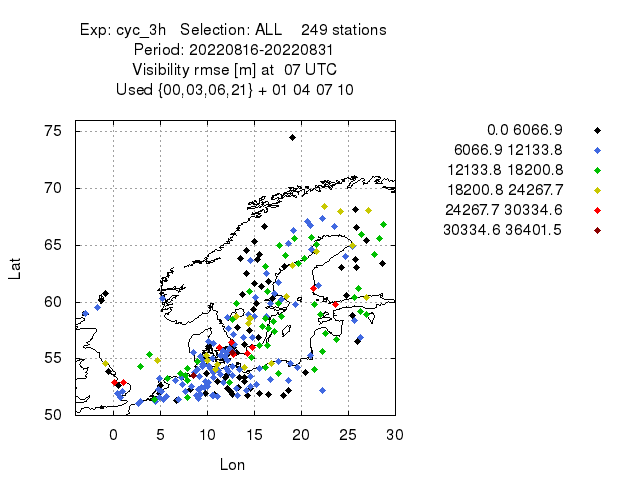 Exp: cyc_3h   Selection: ALL    249 stations
Period: 20220816-20220831
Visibility rmse [m] at  07 UTC
Used {00,03,06,21} + 01 04 07 10
0.0 6066.9
6066.9 12133.8
12133.8 18200.8
18200.8 24267.7
24267.7 30334.6
30334.6 36401.5
75
70
65
60
55
50
Lat
0 5 10 15 20 25 30
Lon